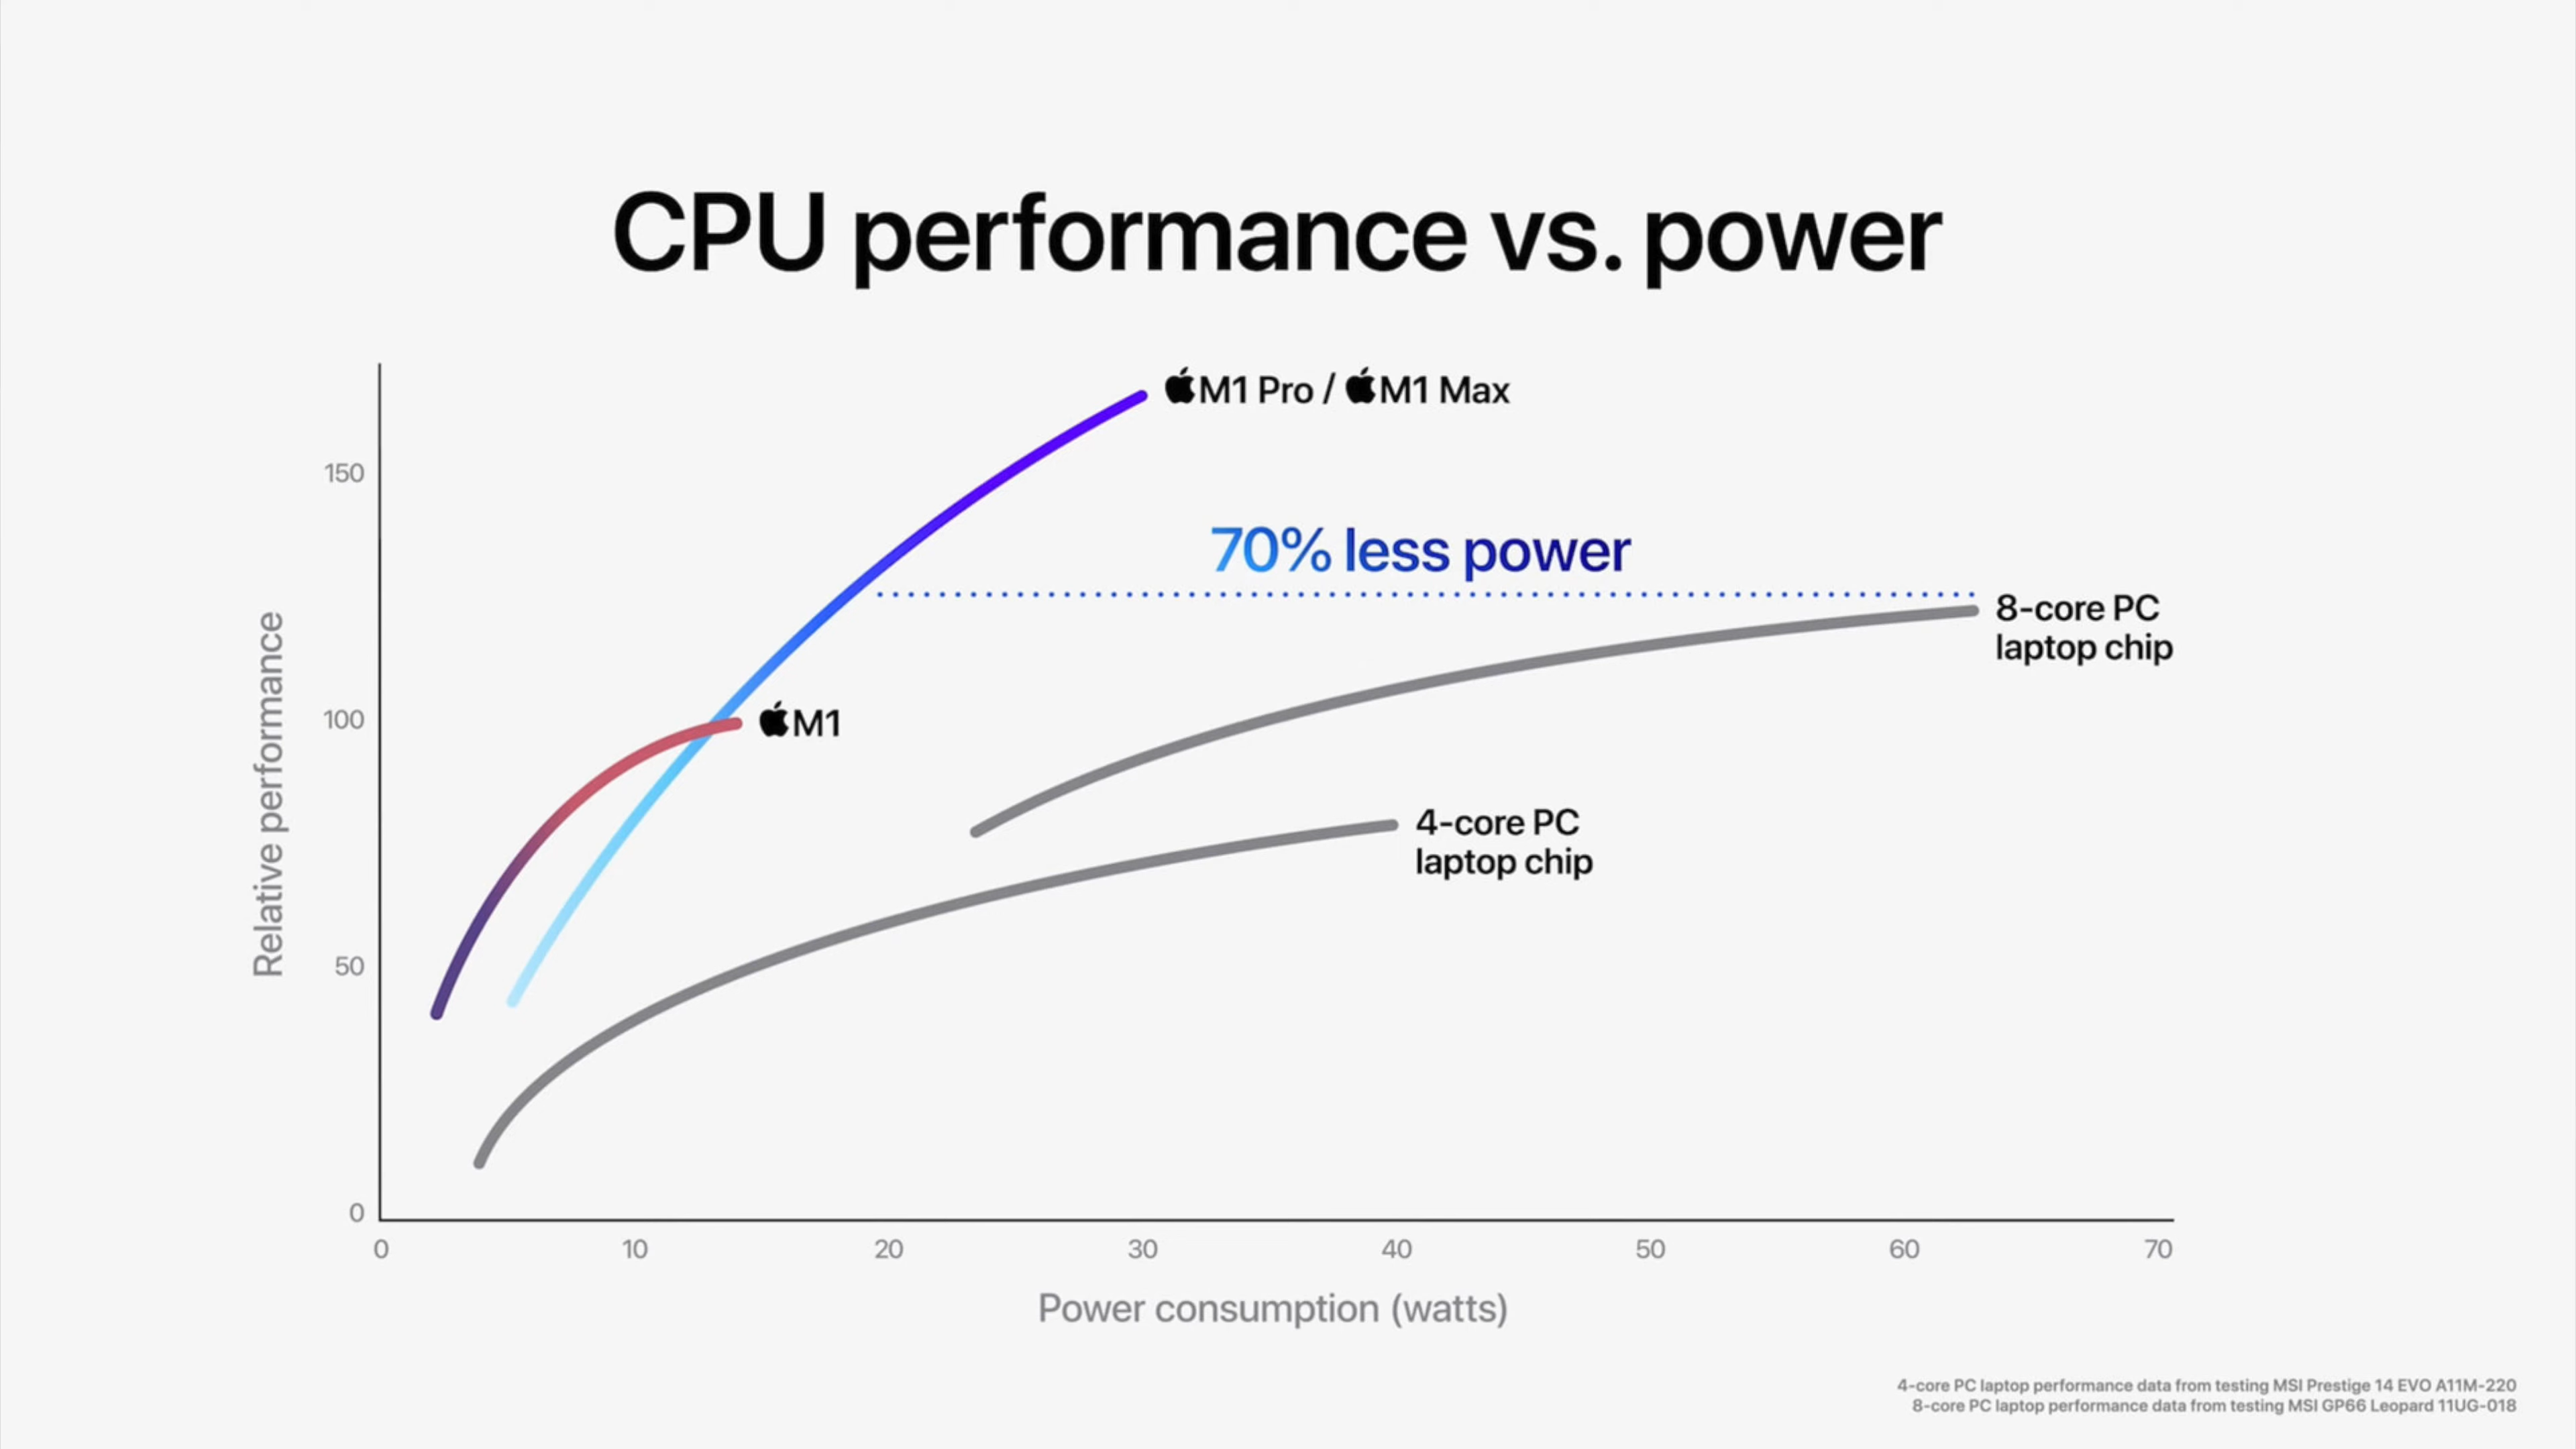 CPU performance vs. power
M1 Pro / M1 Max
150
70% less power
8-core PC
laptop chip
Relative performance
100
M1
4-core PC
laptop chip
50
0
0 10 20 30 40 50 60 70
Power consumption (watts)
4-core PC laptop performance data from testing MSI Prestige 14 EVO A11M-220
8-core PC laptop performance data from testing MSI GP66 Leopard 11UG-018